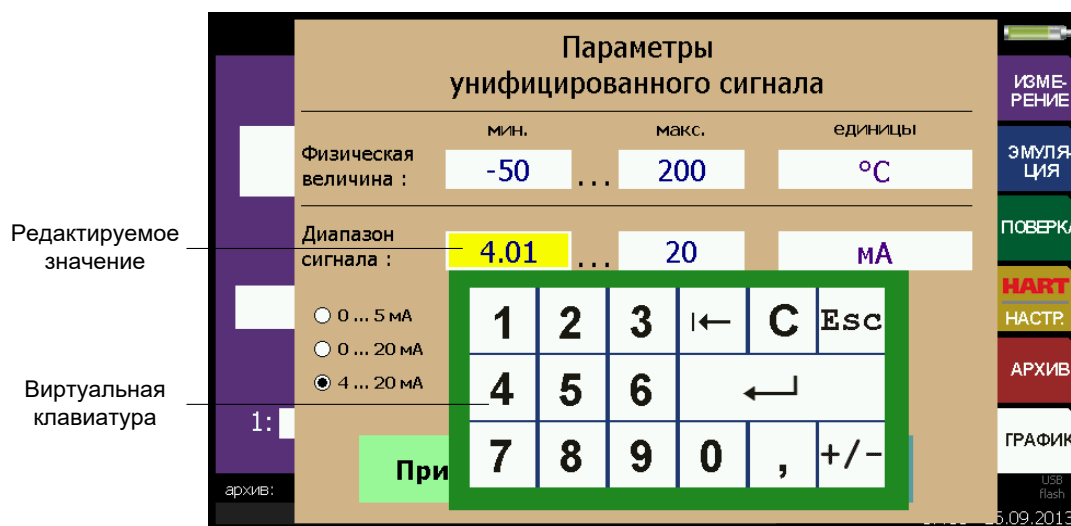 Параметры
унифицированного сигнала
мин. макс. единицы
Физическая
величина :
-50 ... 200 °C
Диапазон
сигнала :
4.01 ... 20 мА
0 ... 5 мА
0 ... 20 мА
4 ... 20 мА
1 2 3 |← C Esc
4 5 6
7 8 9 0 , +/-
При
1:
архив:
Редактируемое
значение
Виртуальная
клавиатура
ИЗМЕ-
РЕНИЕ
ЭМУЛЯ-
ЦИЯ
ПОВЕРКА
HART
НАСТР.
АРХИВ
ГРАФИК
USB
flash
.09.2013